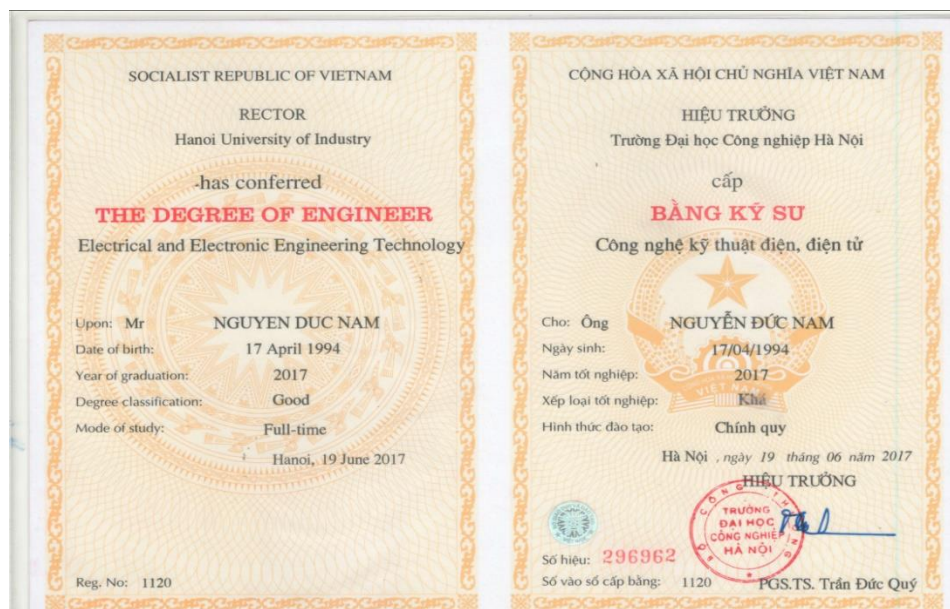 SOCIALIST REPUBLIC OF VIETNAM
RECTOR
Hanoi University of Industry
-has conferred
THE DEGREE OF ENGINEER
Electrical and Electronic Engineering Technology
Upon: Mr NGUYEN DUC NAM
Date of birth: 17 April 1994
Year of graduation: 2017
Degree classification: Good
Mode of study: Full-time
Hanoi, 19 June 2017
Reg. No: 1120
CỘNG HÒA XÃ HỘI CHỦ NGHĨA VIỆT NAM
HIỆU TRƯỞNG
Trường Đại học Công nghiệp Hà Nội
cấp
BẰNG KỸ SƯ
Công nghệ kỹ thuật điện, điện tử
VIỆT NAM
Cho: Ông NGUYỄN ĐỨC NAM
Ngày sinh: 17/04/1994
Năm tốt nghiệp: 2017
Xếp loại tốt nghiệp: Khá
Hình thức đào tạo: Chính quy
Hà Nội , ngày 19 tháng 06 năm 2017
HIỆU TRƯỞNG
BỘ CÔNG THƯƠNG
TRƯỜNG
ĐẠI HỌC
CÔNG NGHIỆP
HÀ NỘI
Số hiệu: 296962
Số vào sổ cấp bằng: 1120
PGS.TS. Trần Đức Quý